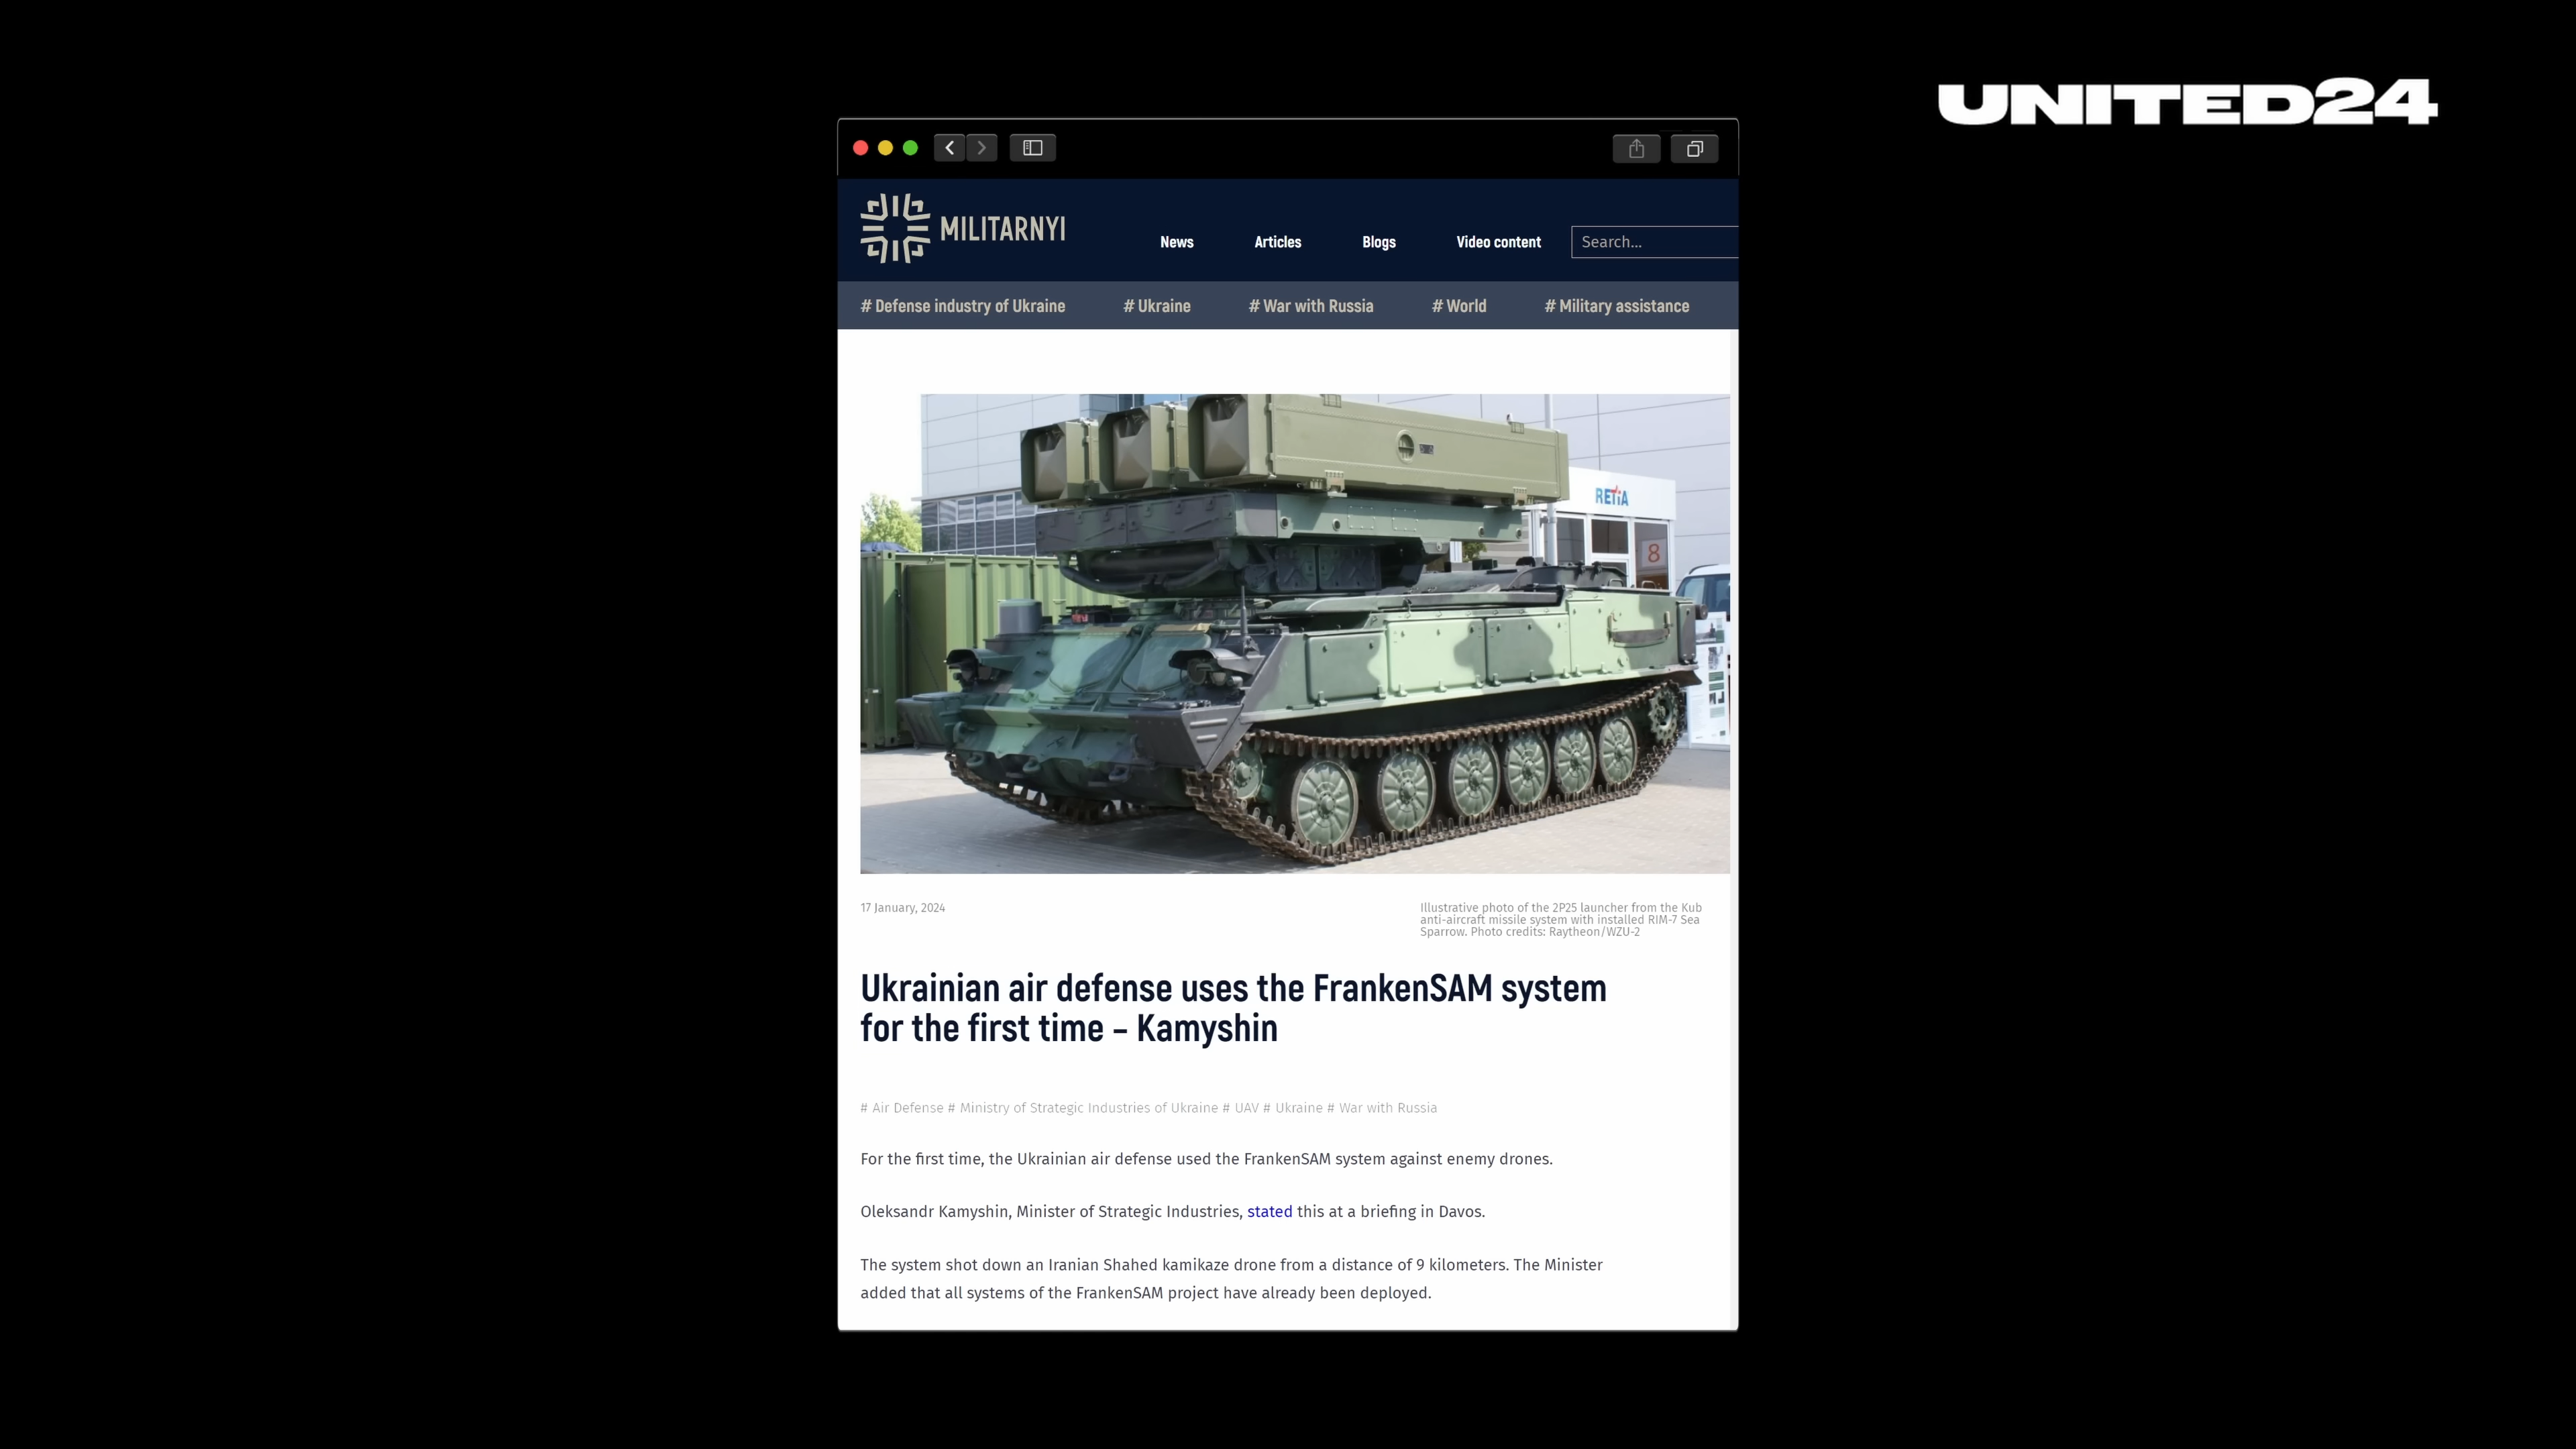 UNITED24
MILITARNYI
News Articles Blogs Video content Search...
# Defense industry of Ukraine # Ukraine # War with Russia # World # Military assistance
RETIA
8
17 January, 2024
Illustrative photo of the 2P25 launcher from the Kub
anti-aircraft missile system with installed RIM-7 Sea
Sparrow. Photo credits: Raytheon/WZU-2
Ukrainian air defense uses the FrankenSAM system
for the first time – Kamyshin
# Air Defense # Ministry of Strategic Industries of Ukraine # UAV # Ukraine # War with Russia
For the first time, the Ukrainian air defense used the FrankenSAM system against enemy drones.
Oleksandr Kamyshin, Minister of Strategic Industries, stated this at a briefing in Davos.
The system shot down an Iranian Shahed kamikaze drone from a distance of 9 kilometers. The Minister
added that all systems of the FrankenSAM project have already been deployed.